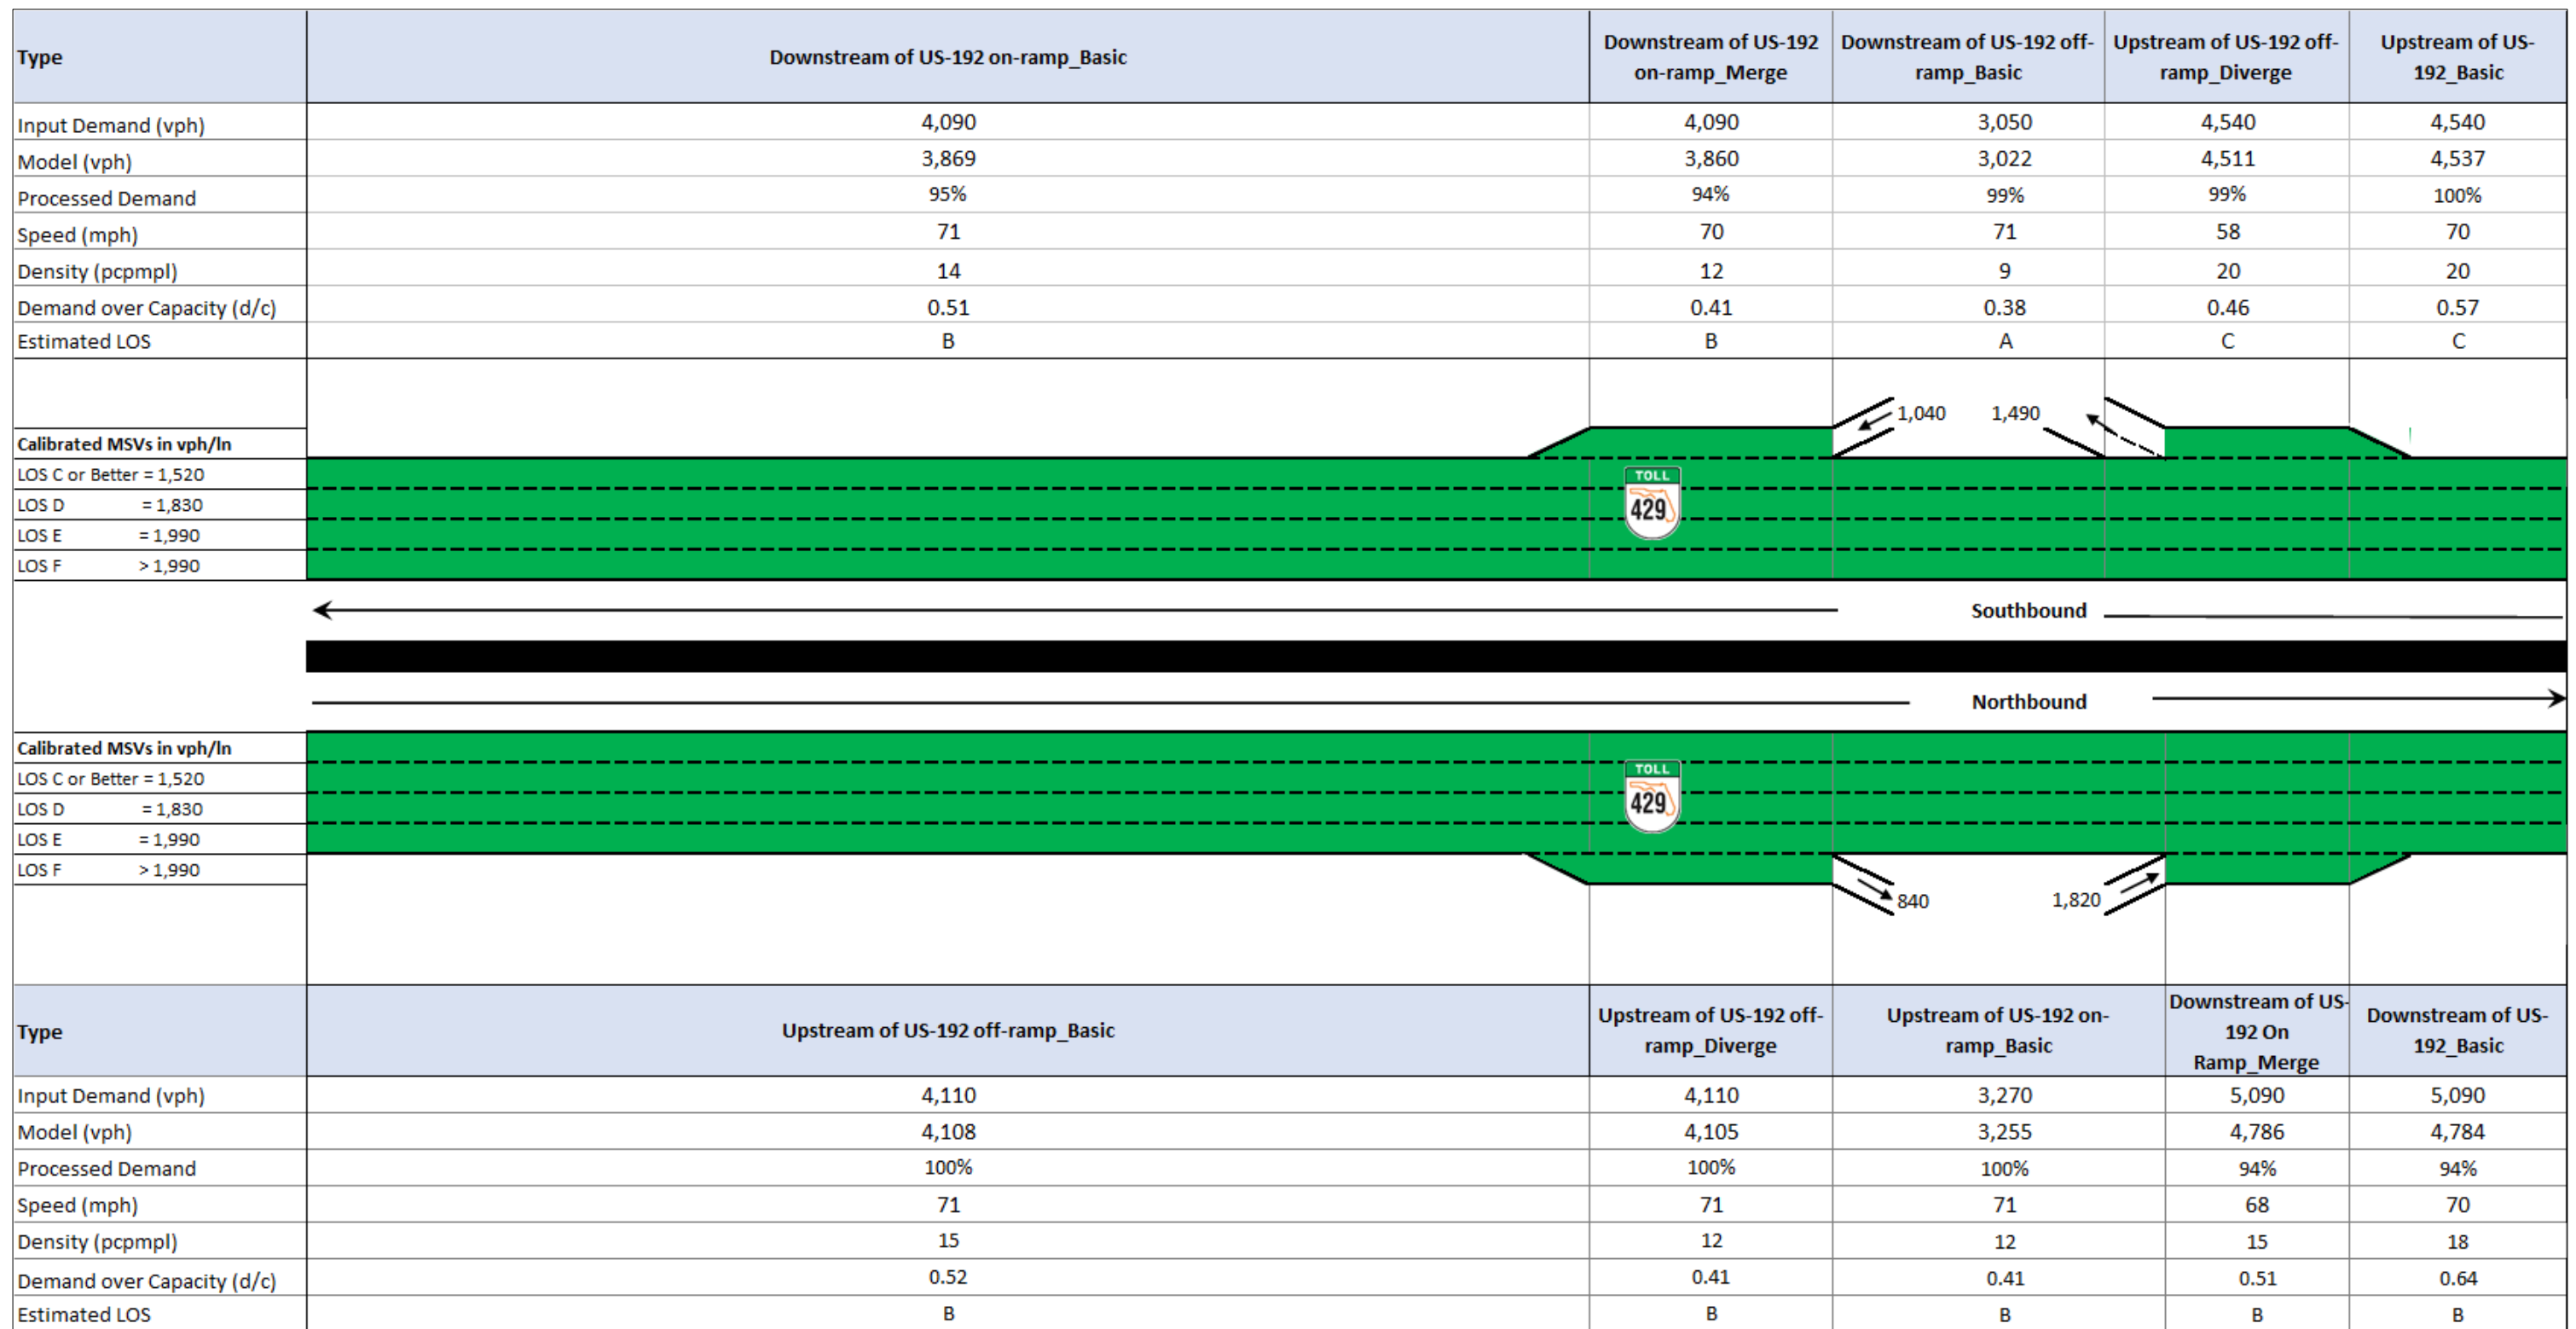 Type
Downstream of US-192 on-ramp_Basic
Downstream of US-192
on-ramp_Merge
Downstream of US-192 off-
ramp_Basic
Upstream of US-192 off-
ramp_Diverge
Upstream of US-
192_Basic
Input Demand (vph) 4,090 4,090 3,050 4,540 4,540
Model (vph) 3,869 3,860 3,022 4,511 4,537
Processed Demand 95% 94% 99% 99% 100%
Speed (mph) 71 70 71 58 70
Density (pcpmpl) 14 12 9 20 20
Demand over Capacity (d/c) 0.51 0.41 0.38 0.46 0.57
Estimated LOS B B A C C
1,040 1,490
Calibrated MSVs in vph/ln
LOS C or Better = 1,520
LOS D = 1,830
LOS E = 1,990
LOS F > 1,990
TOLL
429
Southbound
Northbound
Calibrated MSVs in vph/ln
LOS C or Better = 1,520
LOS D = 1,830
LOS E = 1,990
LOS F > 1,990
TOLL
429
840 1,820
Type
Upstream of US-192 off-ramp_Basic
Upstream of US-192 off-
ramp_Diverge
Upstream of US-192 on-
ramp_Basic
Downstream of US-
192 On
Ramp_Merge
Downstream of US-
192_Basic
Input Demand (vph) 4,110 4,110 3,270 5,090 5,090
Model (vph) 4,108 4,105 3,255 4,786 4,784
Processed Demand 100% 100% 100% 94% 94%
Speed (mph) 71 71 71 68 70
Density (pcpmpl) 15 12 12 15 18
Demand over Capacity (d/c) 0.52 0.41 0.41 0.51 0.64
Estimated LOS B B B B B